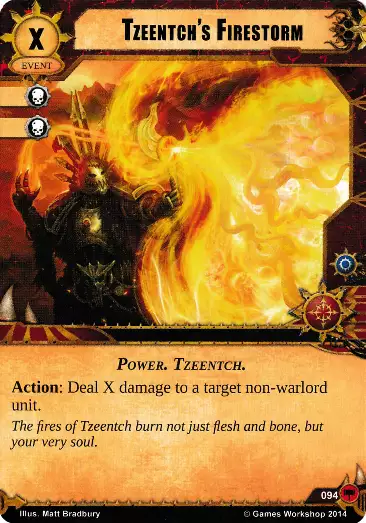 TZEENTCH'S FIRESTORM
X
EVENT
POWER. TZEENTCH.
Action: Deal X damage to a target non-warlord
unit.
The fires of Tzeentch burn not just flesh and bone, but
your very soul.
094
Illus. Matt Bradbury
© Games Workshop 2014